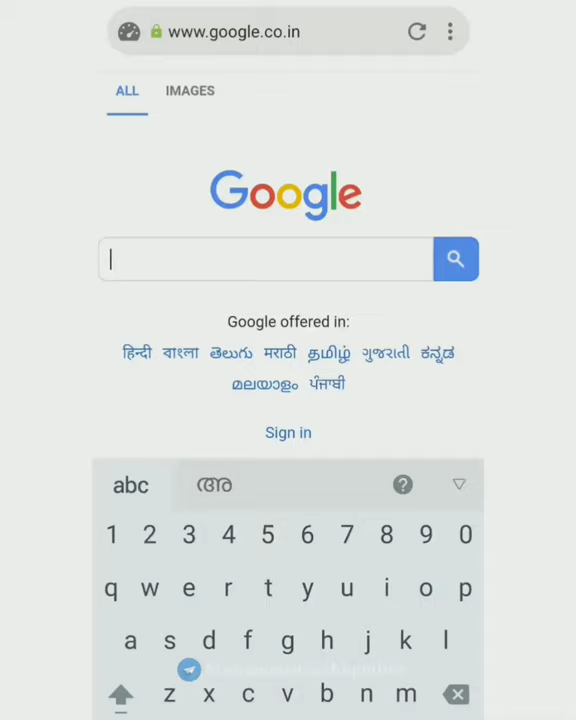 www.google.co.in
ALL IMAGES
Google
Google offered in:
हिन्दी বাংলা తెలుగు मराठी தமிழ் ગુજરાતી ಕನ್ನಡ
മലയാളം ਪੰਜਾਬੀ
Sign in
abc അ ?
1 2 3 4 5 6 7 8 9 0
q w e r t y u i o p
a s d f g h j k l
z x c v b n m